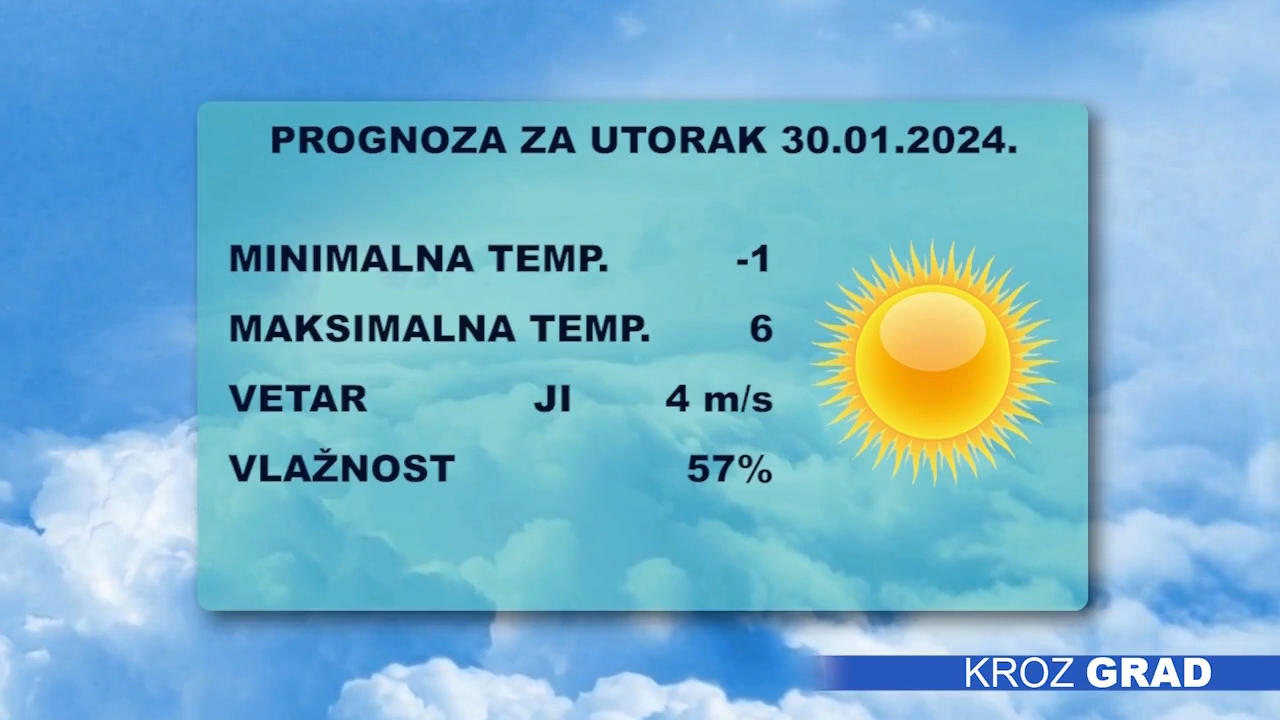 PROGNOZA ZA UTORAK 30.01.2024.
MINIMALNA TEMP. -1
MAKSIMALNA TEMP. 6
VETAR JI 4 m/s
VLAŽNOST 57%
KROZ GRAD